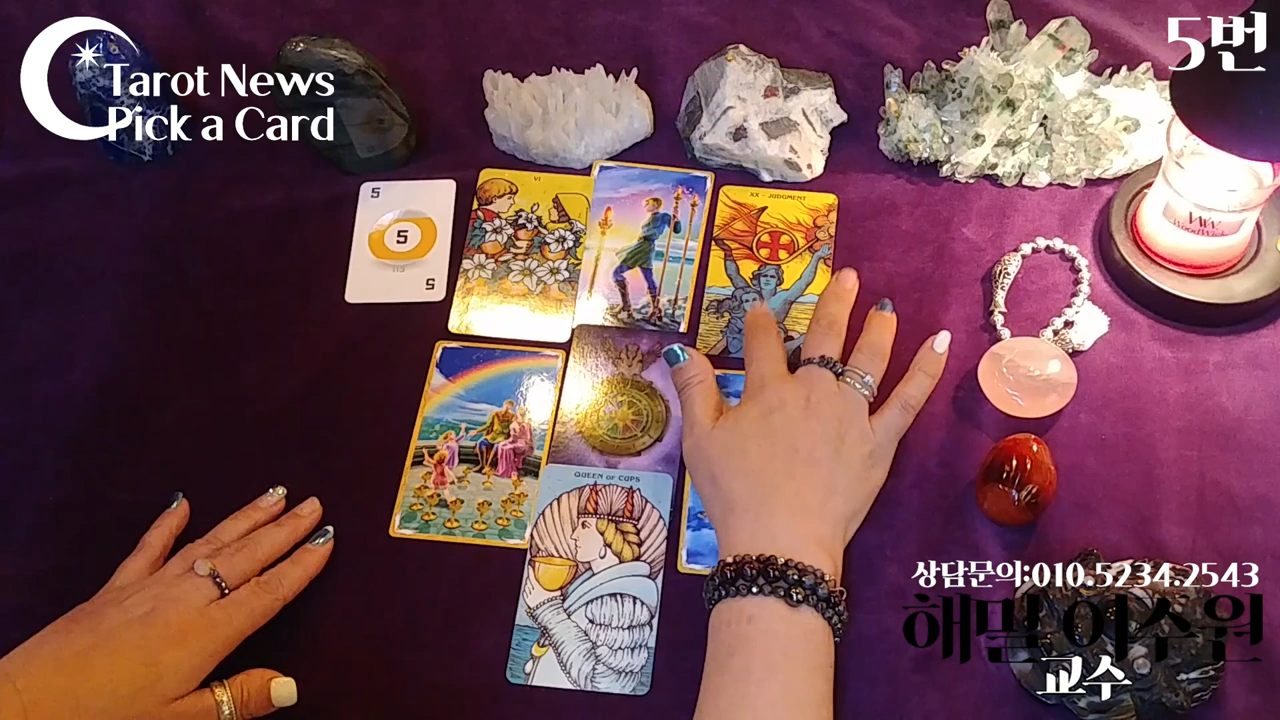 Tarot News
Pick a Card
5번
5
5
5
VI
XX - JUDGMENT
QUEEN OF CUPS
WoodWick
상담문의:010.5234.2543
해밀 이수원
교수